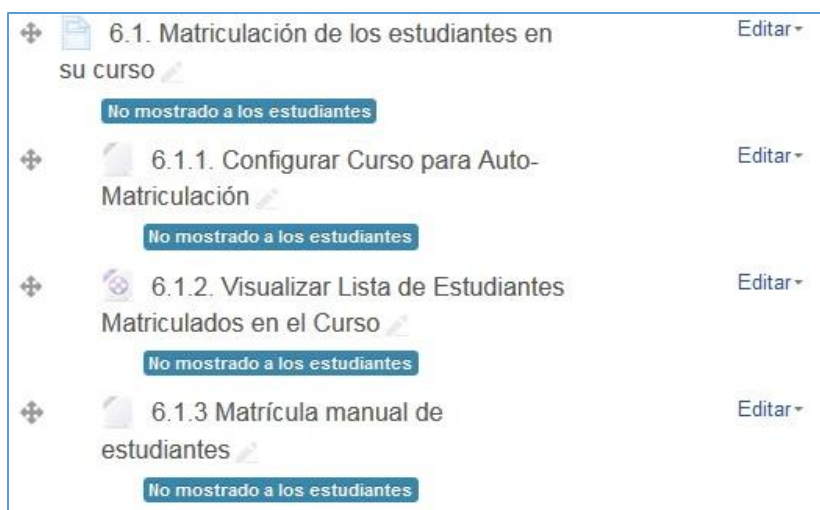 6.1. Matriculación de los estudiantes en Editar
su curso
No mostrado a los estudiantes
6.1.1. Configurar Curso para Auto- Editar
Matriculación
No mostrado a los estudiantes
6.1.2. Visualizar Lista de Estudiantes Editar
Matriculados en el Curso
No mostrado a los estudiantes
6.1.3 Matrícula manual de Editar
estudiantes
No mostrado a los estudiantes